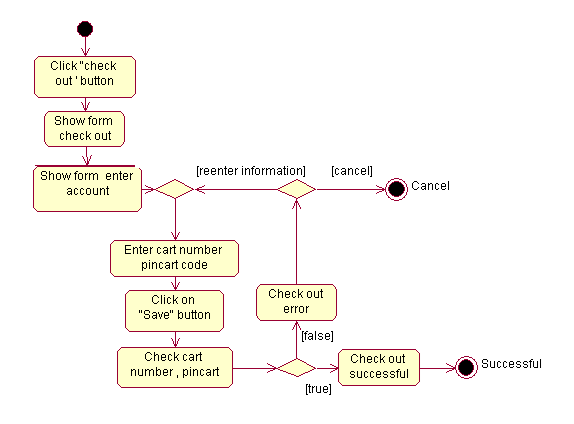 Click "check
out ' button
Show form
check out
Show form  enter
account
[reenter information]
[cancel]
Cancel
Enter cart number
pincart code
Click on
"Save" button
Check out
error
[false]
Check cart
number , pincart
Check out
successful
Successful
[true]